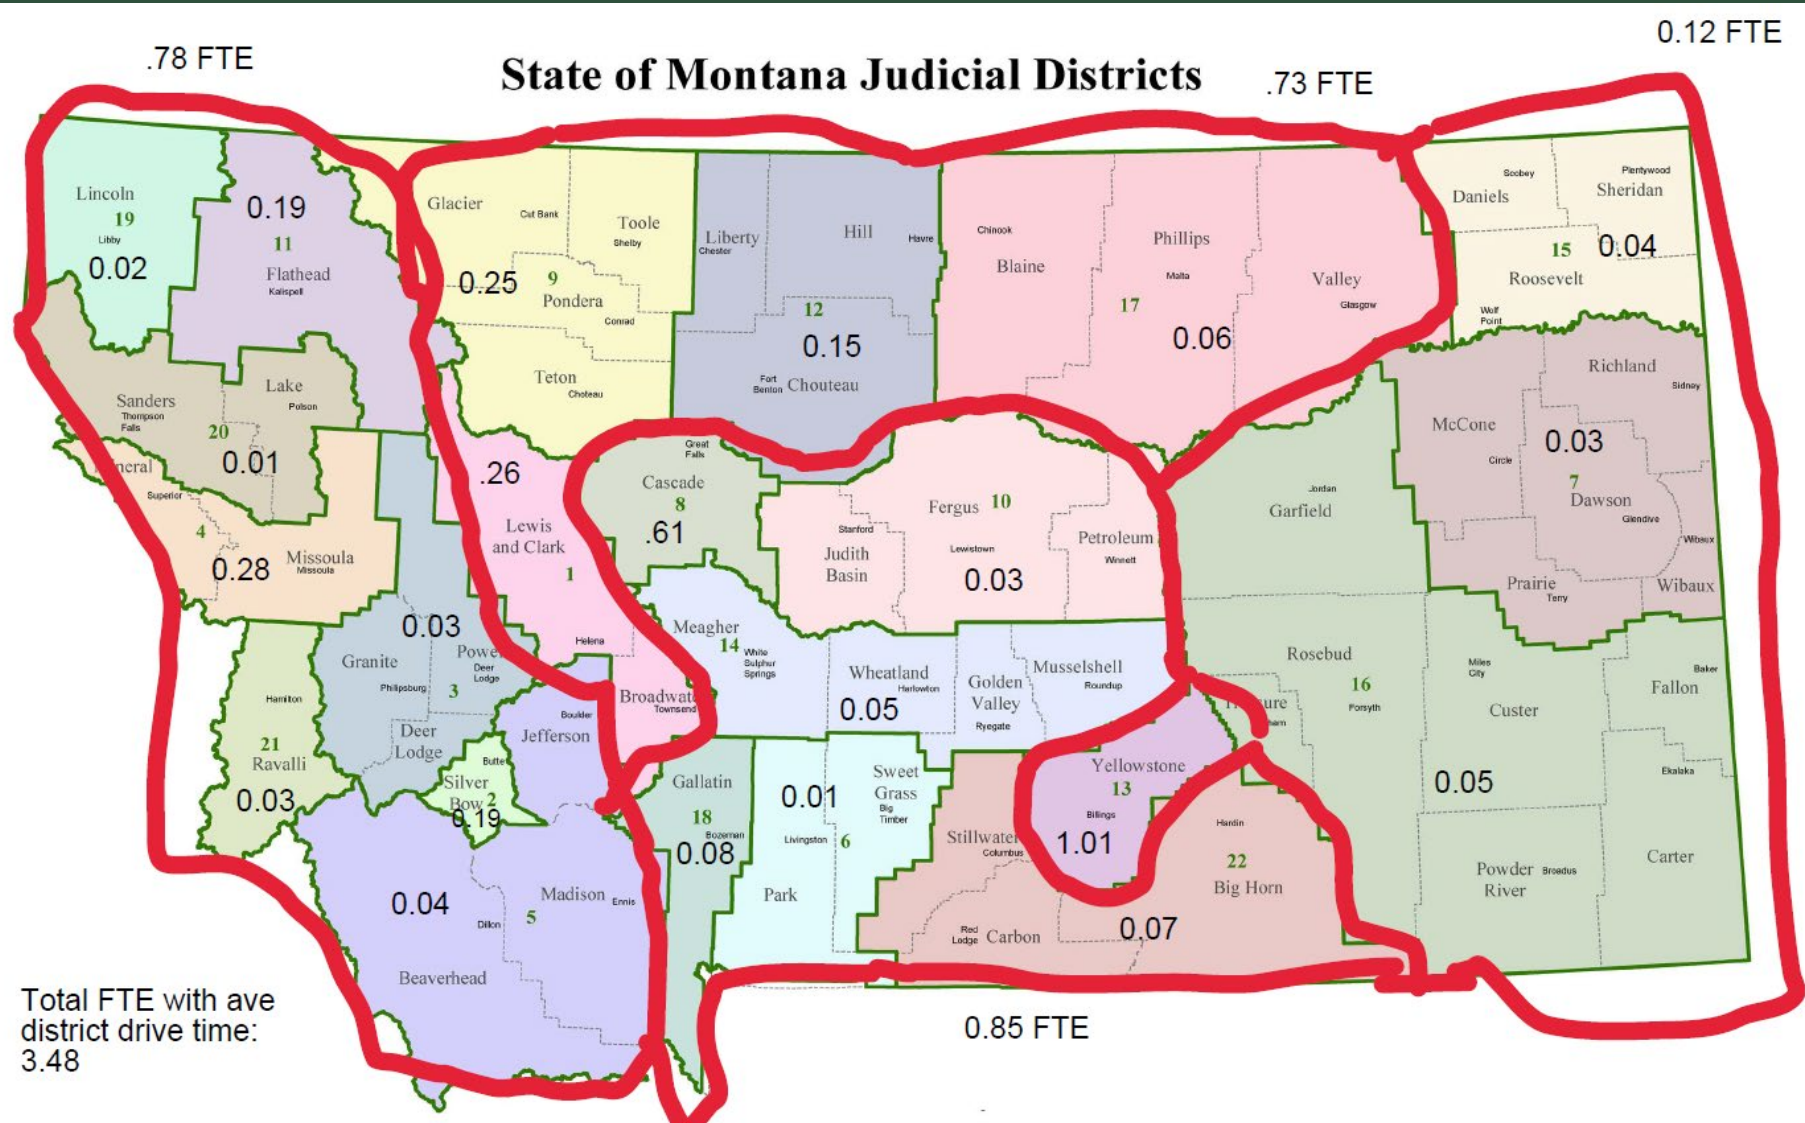 .78 FTE
0.12 FTE
State of Montana Judicial Districts
.73 FTE
Lincoln
19
Libby
0.02
0.19
11
Flathead
Kalispell
Glacier
Cut Bank
Toole
Shelby
0.25
9
Pondera
Conrad
Teton
Choteau
Liberty
Chester
Hill
Havre
12
0.15
Fort
Benton
Chouteau
Chinook
Blaine
Phillips
Malta
17
0.06
Valley
Glasgow
Scobey
Daniels
Plentywood
Sheridan
15
0.04
Roosevelt
Wolf
Point
Sanders
Thompson
Falls
Lake
Polson
20
0.01
neral
Superior
4
0.28
Missoula
Missoula
.26
Lewis
and Clark
1
Helena
Broadwate
Townsend
Great
Falls
Cascade
8
.61
Stanford
Judith
Basin
Fergus
10
Lewistown
0.03
Petroleum
Winnett
Jordan
Garfield
McCone
Circle
Richland
Sidney
0.03
7
Dawson
Glendive
Wibaux
Wibaux
Prairie
Terry
0.03
Granite
Philipsburg
Powe
Deer
Lodge
3
Deer
Lodge
Hamilton
21
Ravalli
0.03
Silver
Bow
2
Butte
0.19
Boulder
Jefferson
Meagher
14
White
Sulphur
Springs
Wheatland
Harlowton
0.05
Golden
Valley
Ryegate
Musselshell
Roundup
Rosebud
16
Forsyth
sure
ham
Miles
City
Custer
Baker
Fallon
Ekalaka
0.05
Powder
River
Broadus
Carter
Gallatin
18
Bozeman
0.08
0.01
Livingston
6
Park
Sweet
Grass
Big
Timber
Stillwater
Columbus
Yellowstone
13
Billings
1.01
Hardin
22
Big Horn
0.07
Red
Lodge
Carbon
0.04
Dillon
5
Madison
Ennis
Beaverhead
Total FTE with ave
district drive time:
3.48
0.85 FTE